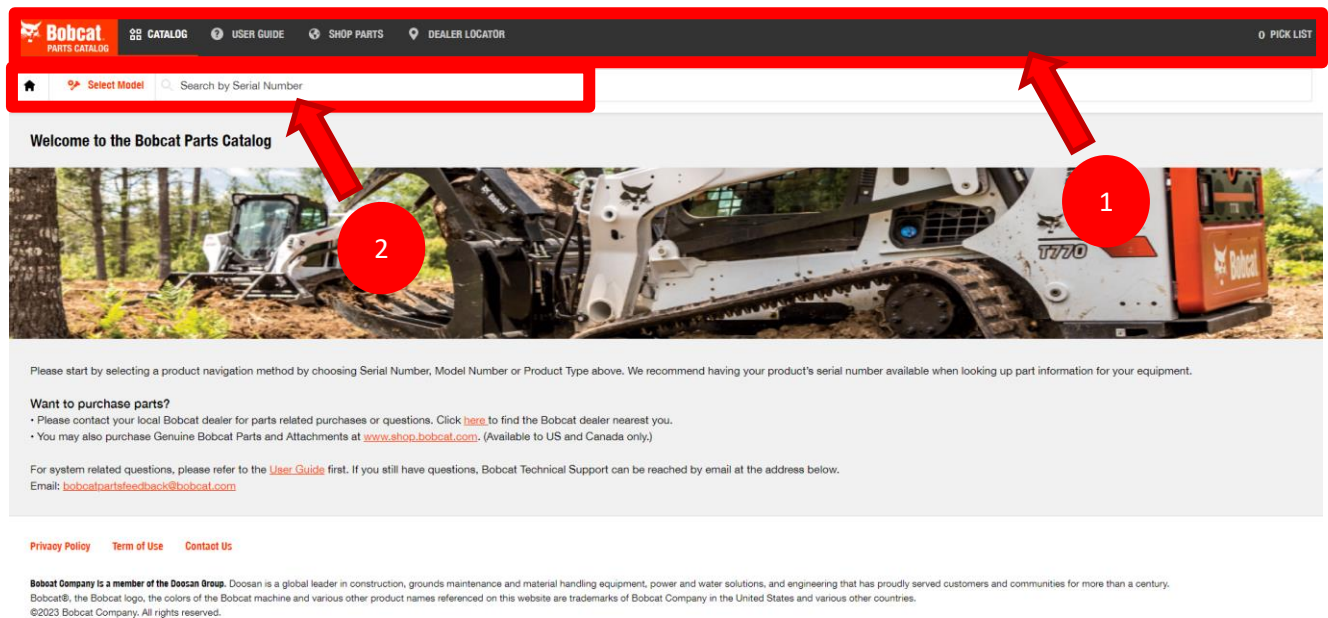 Bobcat.
PARTS CATALOG
CATALOG
USER GUIDE
SHOP PARTS
DEALER LOCATOR
0 PICK LIST
Select Model
Search by Serial Number
Welcome to the Bobcat Parts Catalog
1
2
T770
Bobcat
Please start by selecting a product navigation method by choosing Serial Number, Model Number or Product Type above. We recommend having your product's serial number available when looking up part information for your equipment.
Want to purchase parts?
• Please contact your local Bobcat dealer for parts related purchases or questions. Click here to find the Bobcat dealer nearest you.
• You may also purchase Genuine Bobcat Parts and Attachments at www.shop.bobcat.com. (Available to US and Canada only.)
For system related questions, please refer to the User Guide first. If you still have questions, Bobcat Technical Support can be reached by email at the address below.
Email: bobcatpartsfeedback@bobcat.com
Privacy Policy
Term of Use
Contact Us
Bobcat Company is a member of the Doosan Group. Doosan is a global leader in construction, grounds maintenance and material handling equipment, power and water solutions, and engineering that has proudly served customers and communities for more than a century.
Bobcat®, the Bobcat logo, the colors of the Bobcat machine and various other product names referenced on this website are trademarks of Bobcat Company in the United States and various other countries.
©2023 Bobcat Company. All rights reserved.